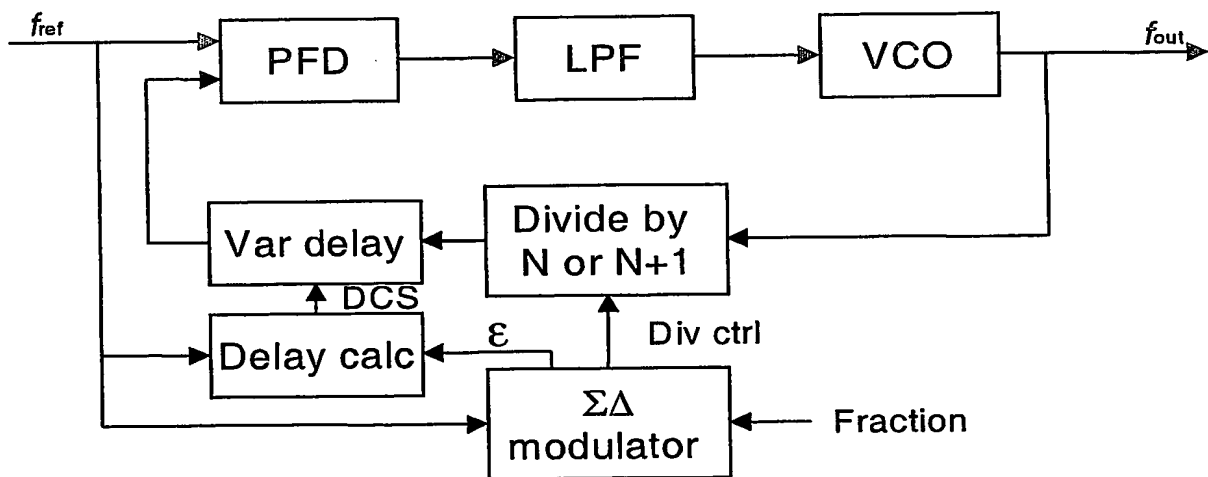 fref
PFD
LPF
VCO
fout
Var delay
Divide by
N or N+1
DCS
Delay calc
ε
Div ctrl
ΣΔ
modulator
Fraction